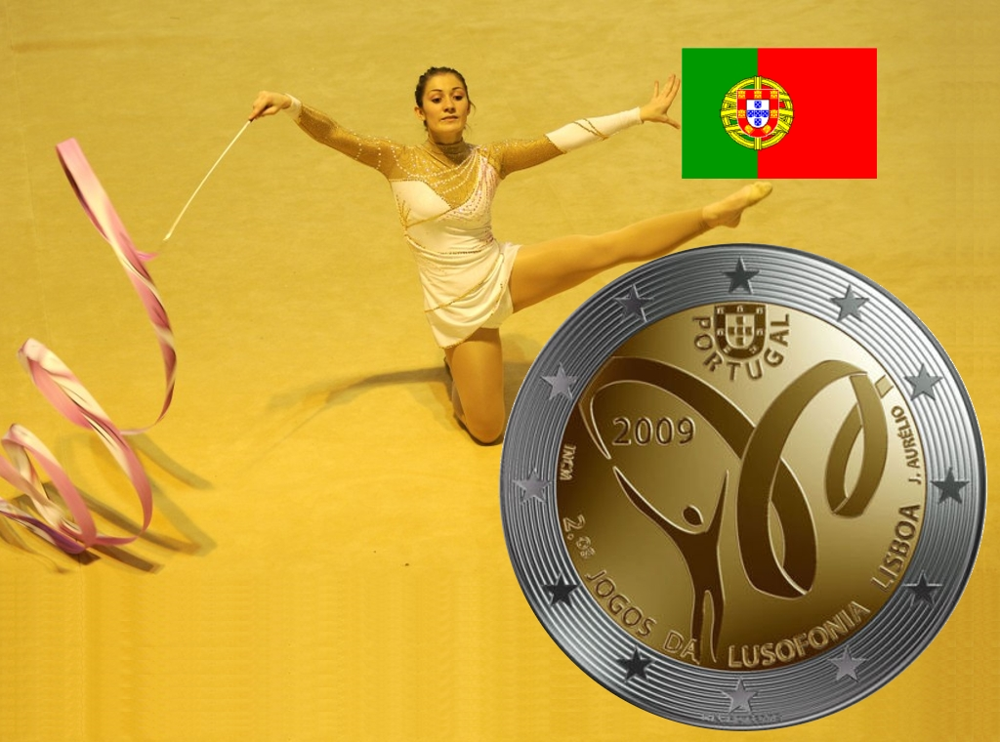 PORTUGAL
2009
INCM
2.os JOGOS DA LUSOFONIA LISBOA
J. AURÉLIO